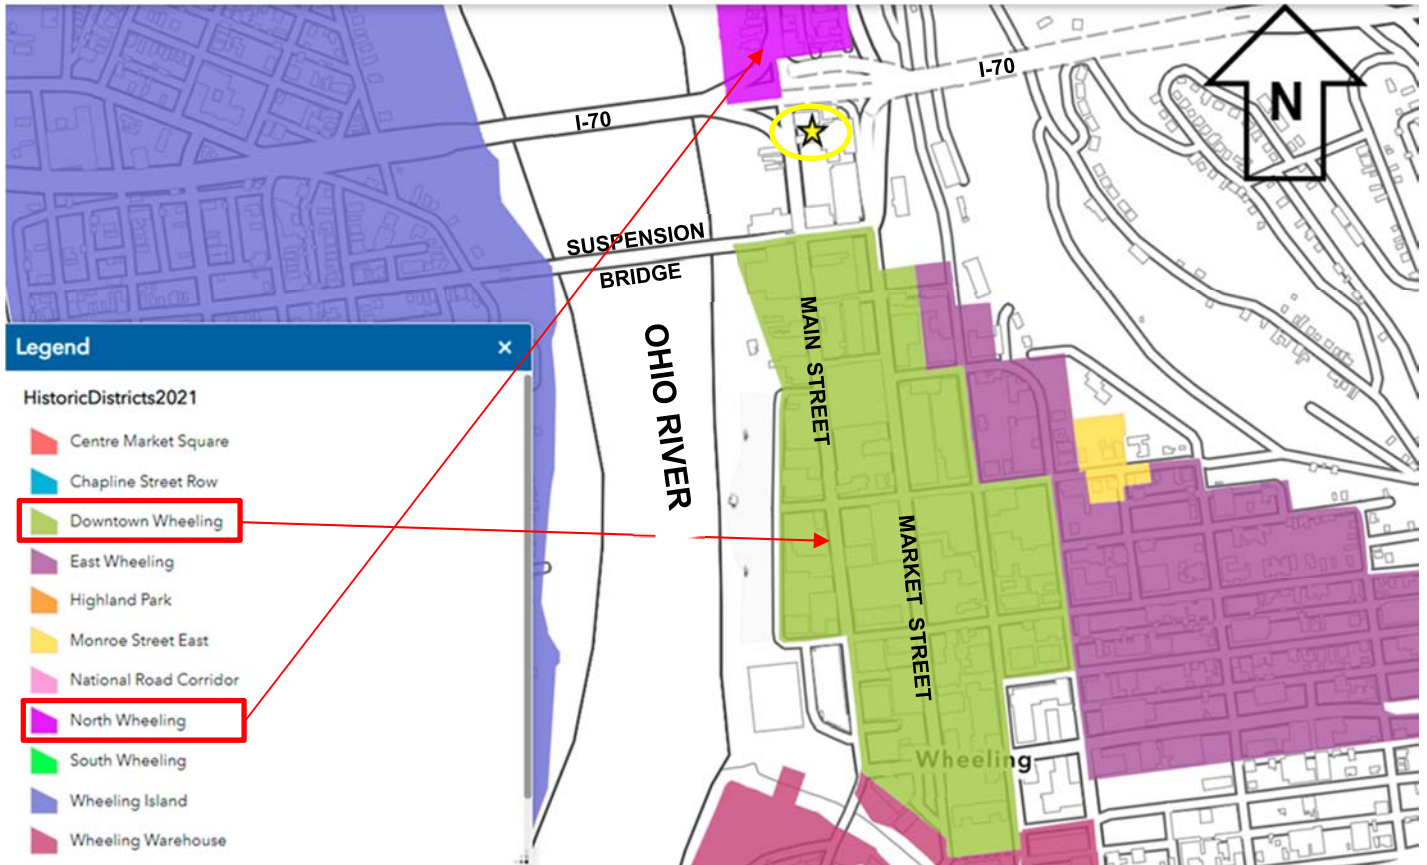 I-70
N
I-70
SUSPENSION
BRIDGE
MAIN STREET
OHIO RIVER
MARKET STREET
Wheeling
Legend ×
HistoricDistricts2021
Centre Market Square
Chapline Street Row
Downtown Wheeling
East Wheeling
Highland Park
Monroe Street East
National Road Corridor
North Wheeling
South Wheeling
Wheeling Island
Wheeling Warehouse